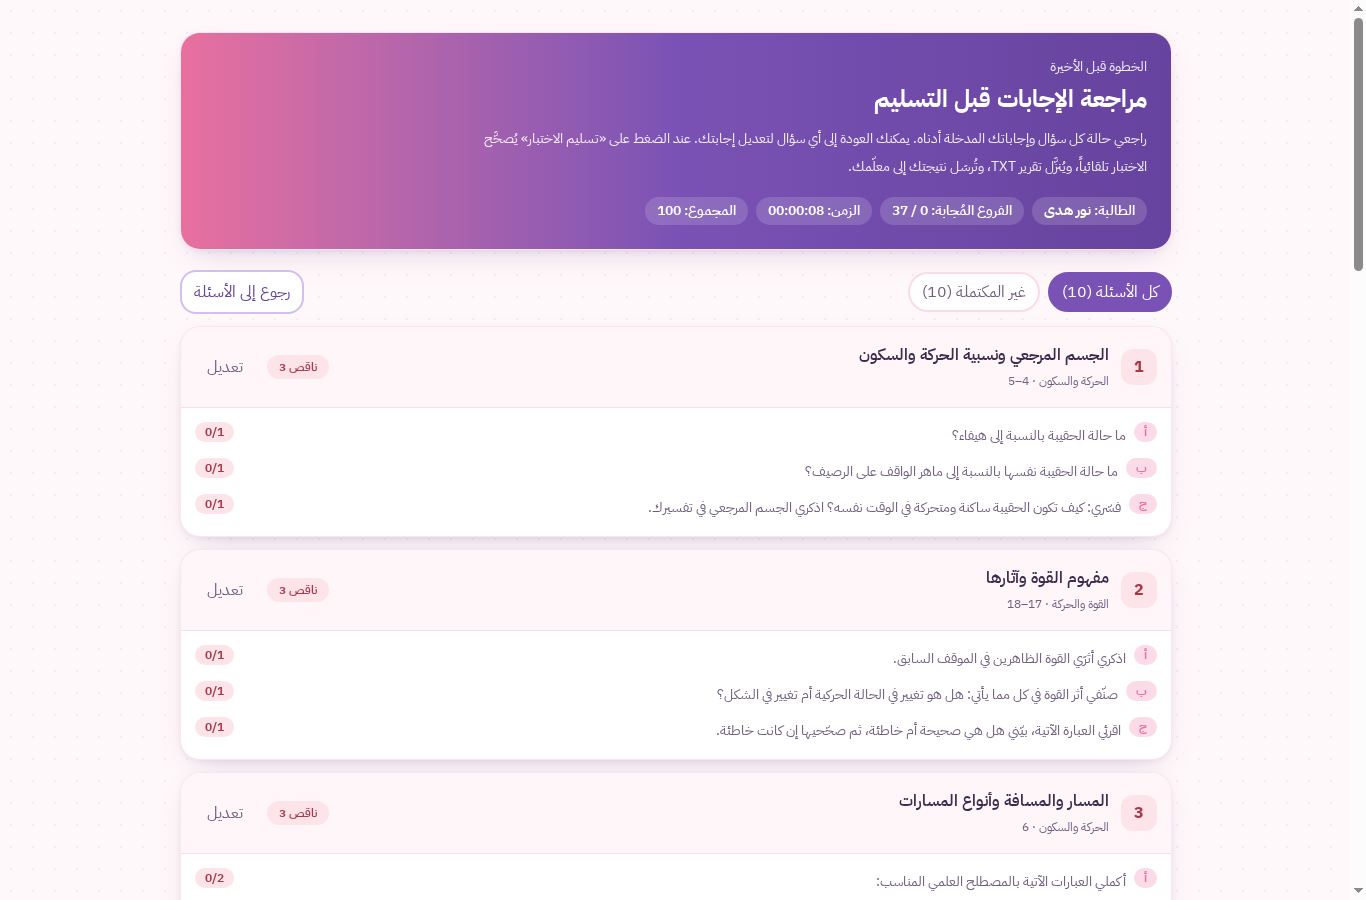 الخطوة قبل الأخيرة
مراجعة الإجابات قبل التسليم
راجعي حالة كل سؤال وإجاباتك المدخلة أدناه. يمكنك العودة إلى أي سؤال لتعديل إجابتك. عند الضغط على «تسليم الاختبار» يُصحَّح
الاختبار تلقائياً، ويُنزَّل تقرير TXT، وتُرسَل نتيجتك إلى معلّمك.
الطالبة: نور هدى
الفروع المُجابة: 0 / 37
الزمن: 00:00:08
المجموع: 100
كل الأسئلة (10)
غير المكتملة (10)
رجوع إلى الأسئلة
1
الجسم المرجعي ونسبية الحركة والسكون
الحركة والسكون · 4–5
ناقص 3
تعديل
أ ما حالة الحقيبة بالنسبة إلى هيفاء؟ 0/1
ب ما حالة الحقيبة نفسها بالنسبة إلى ماهر الواقف على الرصيف؟ 0/1
ج فسّري: كيف تكون الحقيبة ساكنة ومتحركة في الوقت نفسه؟ اذكري الجسم المرجعي في تفسيرك. 0/1
2
مفهوم القوة وآثارها
القوة والحركة · 17–18
ناقص 3
تعديل
أ اذكري أثرَي القوة الظاهرين في الموقف السابق. 0/1
ب صنّفي أثر القوة في كل مما يأتي: هل هو تغيير في الحالة الحركية أم تغيير في الشكل؟ 0/1
ج اقرئي العبارة الآتية، بيّني هل هي صحيحة أم خاطئة، ثم صحّحيها إن كانت خاطئة. 0/1
3
المسار والمسافة وأنواع المسارات
الحركة والسكون · 6
ناقص 3
تعديل
أ أكملي العبارات الآتية بالمصطلح العلمي المناسب: 0/2